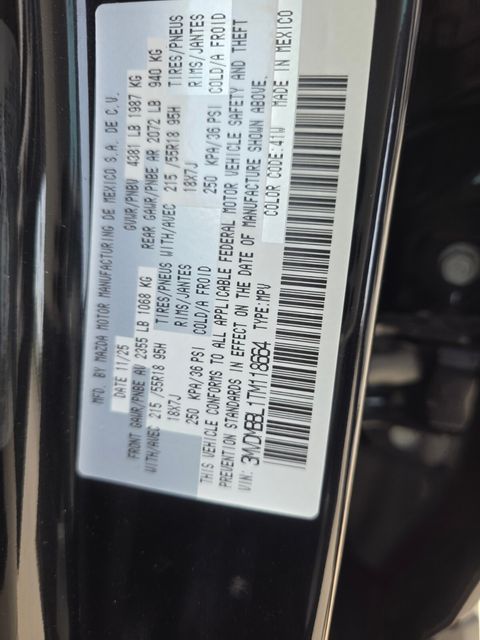 MFD. BY MAZDA MOTOR MANUFACTURING DE MEXICO S.A. DE C.V.
DATE 11/25 GVWR/PNBV 4381 LB 1987 KG
FRONT GAWR/PNBE AV 2355 LB 1068 KG REAR GAWR/PNBE AR 2072 LB 940 KG
WITH/AVEC 215 /55R18 95H TIRES/PNEUS WITH/AVEC 215 /55R18 95H TIRES/PNEUS
18X7J RIMS/JANTES 18X7J RIMS/JANTES
250 KPA/36 PSI COLD/A FROID 250 KPA/36 PSI COLD/A FROID
THIS VEHICLE CONFORMS TO ALL APPLICABLE FEDERAL MOTOR VEHICLE SAFETY AND THEFT
PREVENTION STANDARDS IN EFFECT ON THE DATE OF MANUFACTURE SHOWN ABOVE.
VIN: 3MVDMBBL1TM118664 TYPE:MPV COLOR CODE:41W MADE IN MEXICO